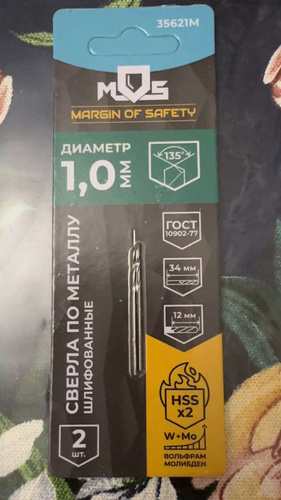 35621М
MOS
MARGIN OF SAFETY
ДИАМЕТР
1,0 ММ
135°
ГОСТ
10902-77
34 мм
12 мм
СВЕРЛА ПО МЕТАЛЛУ
ШЛИФОВАННЫЕ
HSS
x2
W+Mo
ВОЛЬФРАМ
МОЛИБДЕН
2
шт.